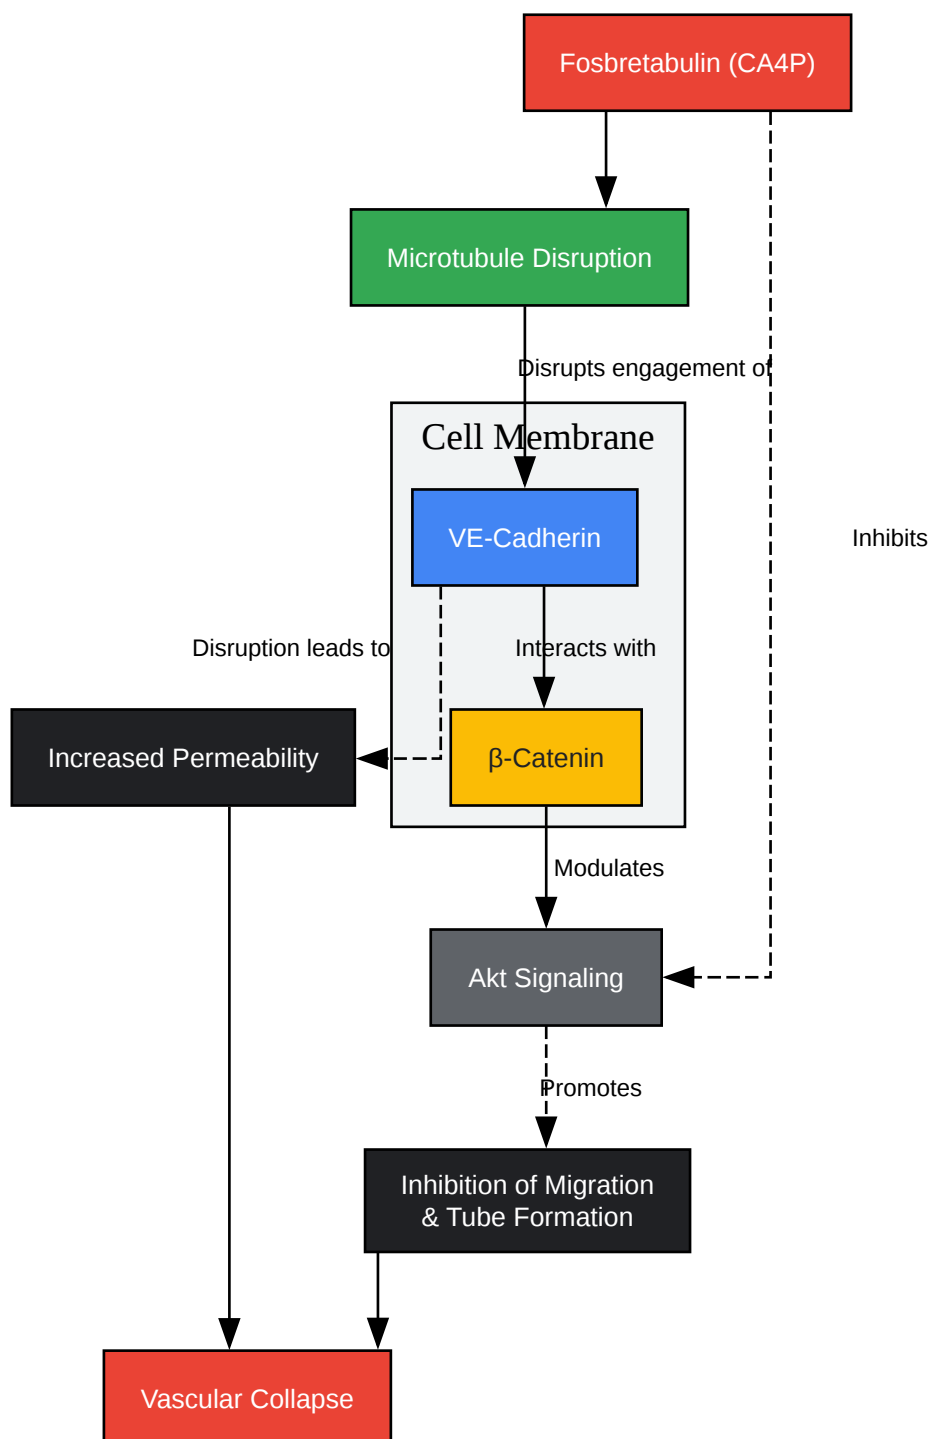 Fosbretabulin (CA4P)
Microtubule Disruption
Disrupts engagement of
Cell Membrane
VE-Cadherin
Inhibits
Disruption leads to
Interacts with
Increased Permeability
β-Catenin
Modulates
Akt Signaling
Promotes
Inhibition of Migration
& Tube Formation
Vascular Collapse